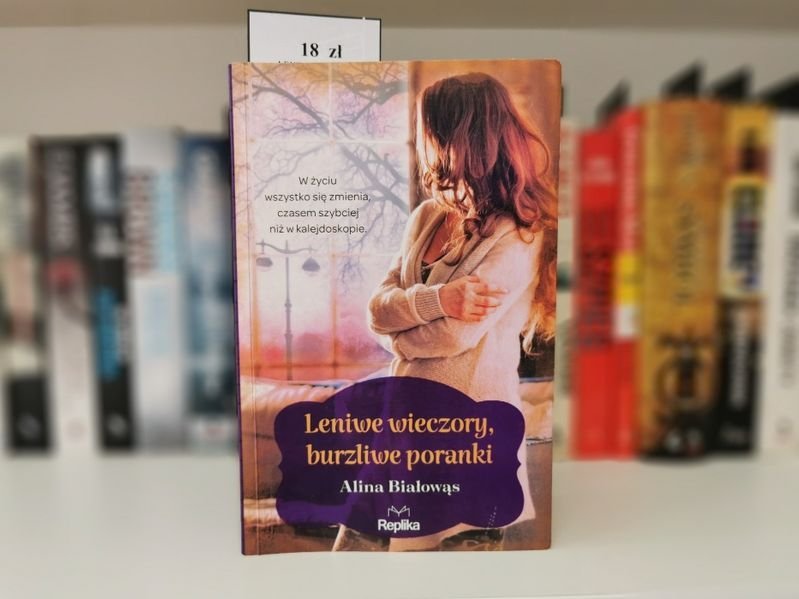 18 zł
W życiu
wszystko się zmienia,
czasem szybciej
niż w kalejdoskopie.
Leniwe wieczory,
burzliwe poranki
Alina Białowąs
Replika